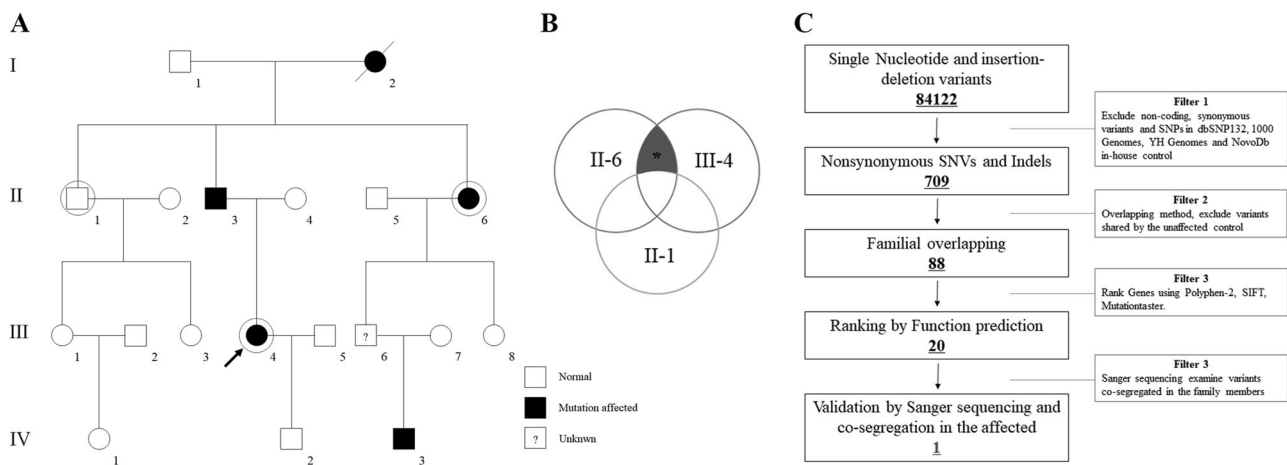 A
I
1
2
II
1
2
3
4
5
6
III
1
2
3
4
5
6
?
7
8
IV
1
2
3
Normal
Mutation affected
? Unknwn
B
II-6
*
III-4
II-1
C
Single Nucleotide and insertion-
deletion variants
84122
Filter 1
Exclude non-coding, synonymous
variants and SNPs in dbSNP132, 1000
Genomes, YH Genomes and NovoDb
in-house control
Nonsynonymous SNVs and Indels
709
Filter 2
Overlapping method, exclude variants
shared by the unaffected control
Familial overlapping
88
Filter 3
Rank Genes using Polyphen-2, SIFT,
Mutationtaster.
Ranking by Function prediction
20
Filter 3
Sanger sequencing examine variants
co-segregated in the family members
Validation by Sanger sequencing and
co-segregation in the affected
1